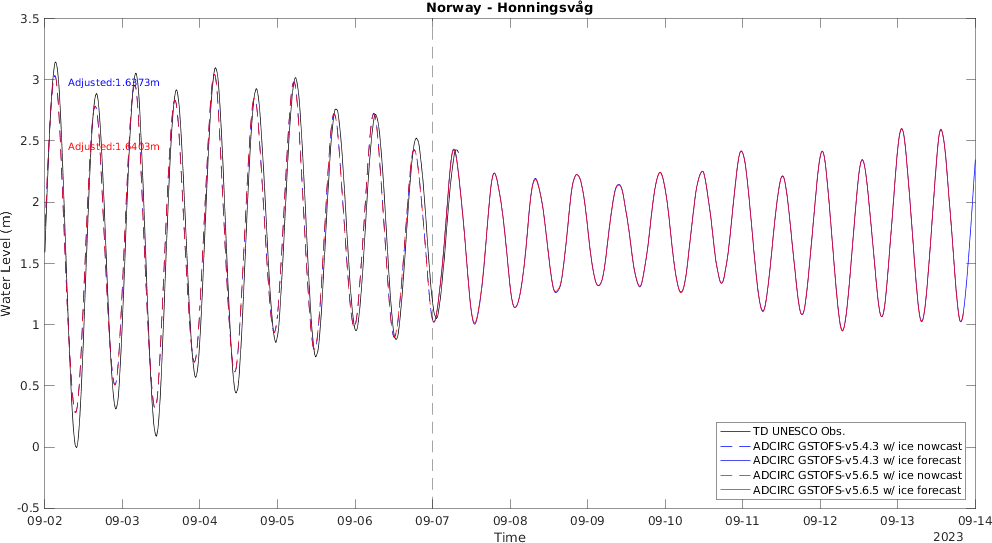 Norway - Honningsvåg
3.5
3
2.5
2
1.5
1
0.5
0
-0.5
Water Level (m)
Adjusted:1.6373m
Adjusted:1.6403m
TD UNESCO Obs.
ADCIRC GSTOFS-v5.4.3 w/ ice nowcast
ADCIRC GSTOFS-v5.4.3 w/ ice forecast
ADCIRC GSTOFS-v5.6.5 w/ ice nowcast
ADCIRC GSTOFS-v5.6.5 w/ ice forecast
09-02 09-03 09-04 09-05 09-06 09-07 09-08 09-09 09-10 09-11 09-12 09-13 09-14
Time
2023